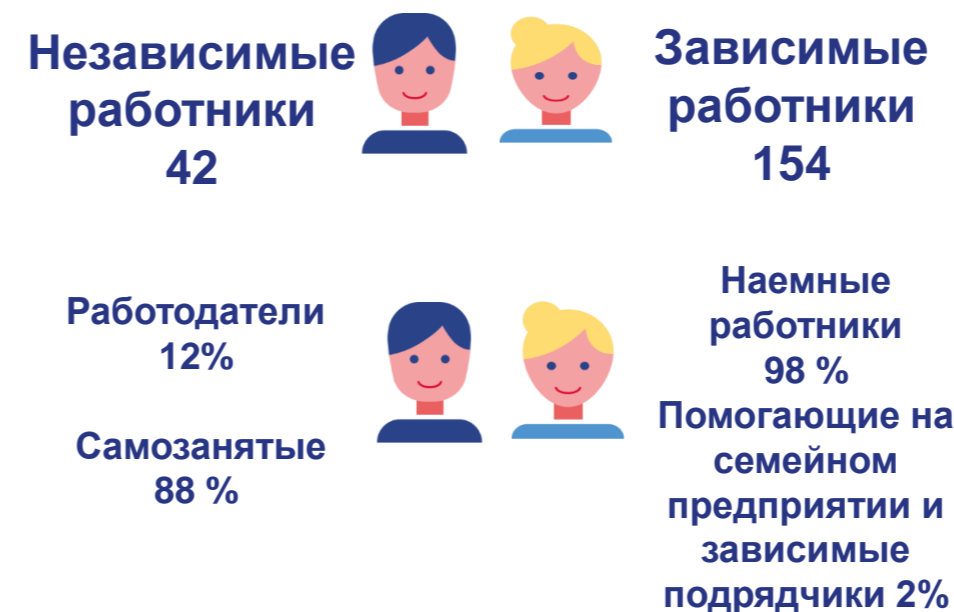 Независимые
работники
42
Зависимые
работники
154
Работодатели
12%
Самозанятые
88 %
Наемные
работники
98 %
Помогающие на
семейном
предприятии и
зависимые
подрядчики 2%